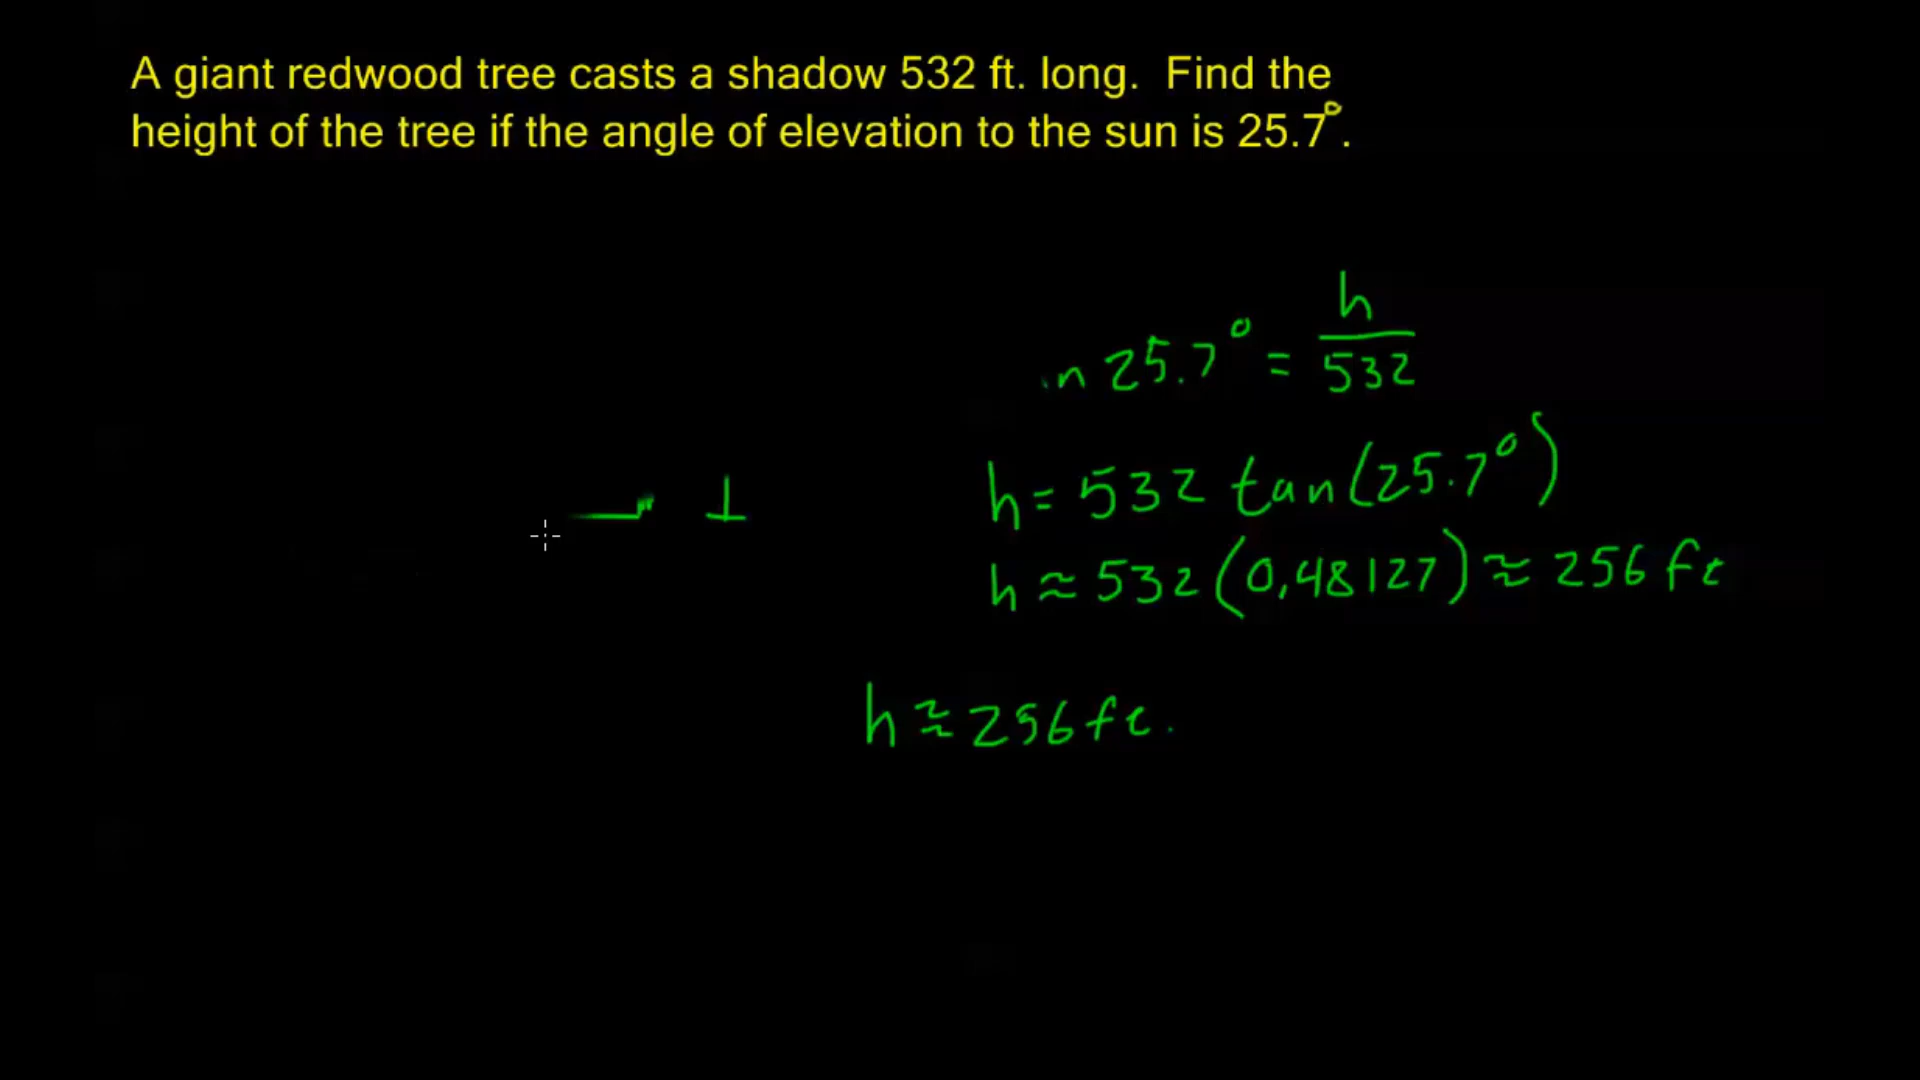 A giant redwood tree casts a shadow 532 ft. long. Find the
height of the tree if the angle of elevation to the sun is 25.7°.
n 25.7° = h/532
h = 532 tan(25.7°)
h ≈ 532(0,48127) ≈ 256 ft
h ≈ 256 ft.